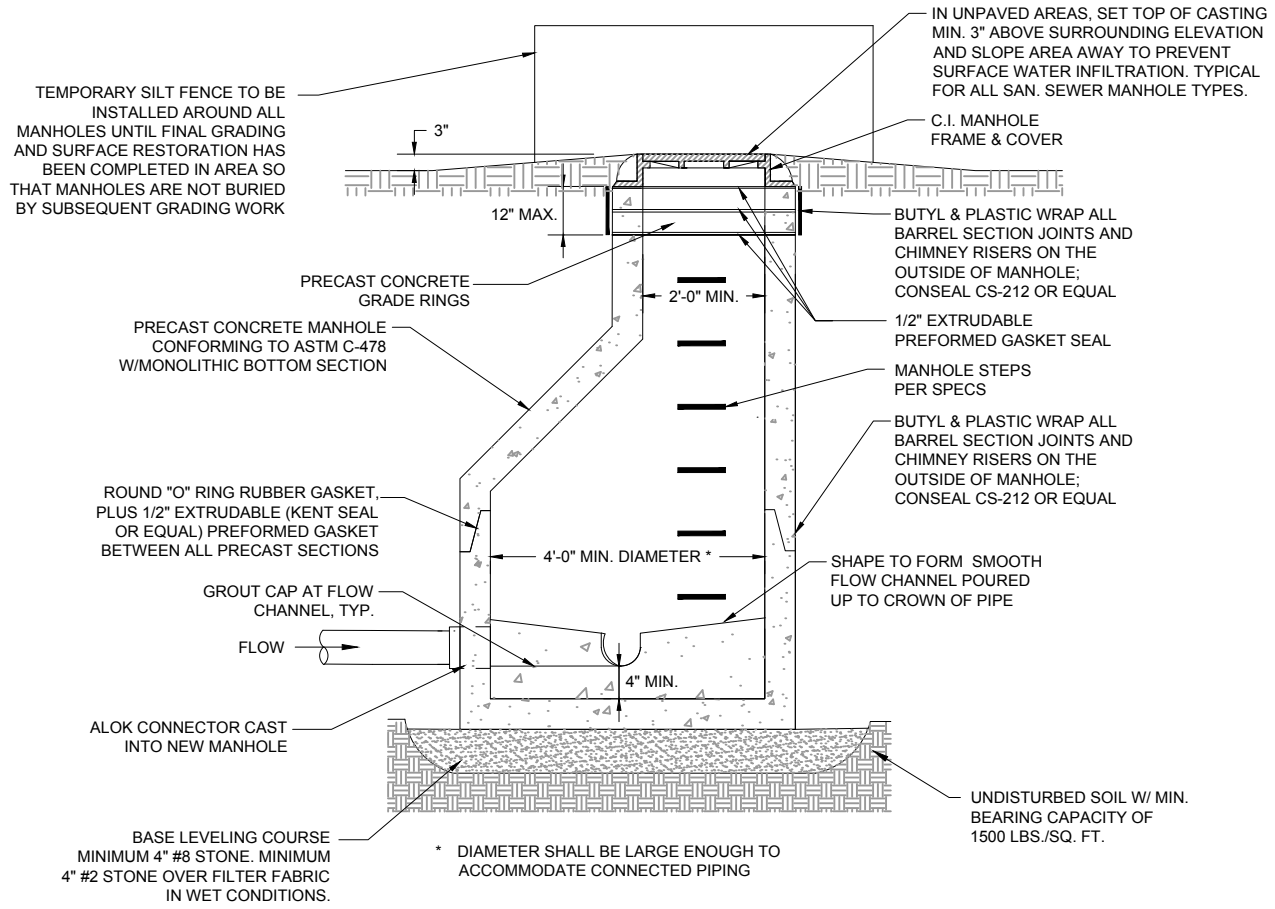 IN UNPAVED AREAS, SET TOP OF CASTING
MIN. 3" ABOVE SURROUNDING ELEVATION
AND SLOPE AREA AWAY TO PREVENT
SURFACE WATER INFILTRATION. TYPICAL
FOR ALL SAN. SEWER MANHOLE TYPES.
TEMPORARY SILT FENCE TO BE
INSTALLED AROUND ALL
MANHOLES UNTIL FINAL GRADING
AND SURFACE RESTORATION HAS
BEEN COMPLETED IN AREA SO
THAT MANHOLES ARE NOT BURIED
BY SUBSEQUENT GRADING WORK
3"
C.I. MANHOLE
FRAME & COVER
12" MAX.
BUTYL & PLASTIC WRAP ALL
BARREL SECTION JOINTS AND
CHIMNEY RISERS ON THE
OUTSIDE OF MANHOLE;
CONSEAL CS-212 OR EQUAL
PRECAST CONCRETE
GRADE RINGS
2'-0" MIN.
1/2" EXTRUDABLE
PREFORMED GASKET SEAL
PRECAST CONCRETE MANHOLE
CONFORMING TO ASTM C-478
W/MONOLITHIC BOTTOM SECTION
MANHOLE STEPS
PER SPECS
BUTYL & PLASTIC WRAP ALL
BARREL SECTION JOINTS AND
CHIMNEY RISERS ON THE
OUTSIDE OF MANHOLE;
CONSEAL CS-212 OR EQUAL
ROUND "O" RING RUBBER GASKET,
PLUS 1/2" EXTRUDABLE (KENT SEAL
OR EQUAL) PREFORMED GASKET
BETWEEN ALL PRECAST SECTIONS
4'-0" MIN. DIAMETER *
SHAPE TO FORM SMOOTH
FLOW CHANNEL POURED
UP TO CROWN OF PIPE
GROUT CAP AT FLOW
CHANNEL, TYP.
FLOW
4" MIN.
ALOK CONNECTOR CAST
INTO NEW MANHOLE
UNDISTURBED SOIL W/ MIN.
BEARING CAPACITY OF
1500 LBS./SQ. FT.
BASE LEVELING COURSE
MINIMUM 4" #8 STONE. MINIMUM
4" #2 STONE OVER FILTER FABRIC
IN WET CONDITIONS.
* DIAMETER SHALL BE LARGE ENOUGH TO
ACCOMMODATE CONNECTED PIPING